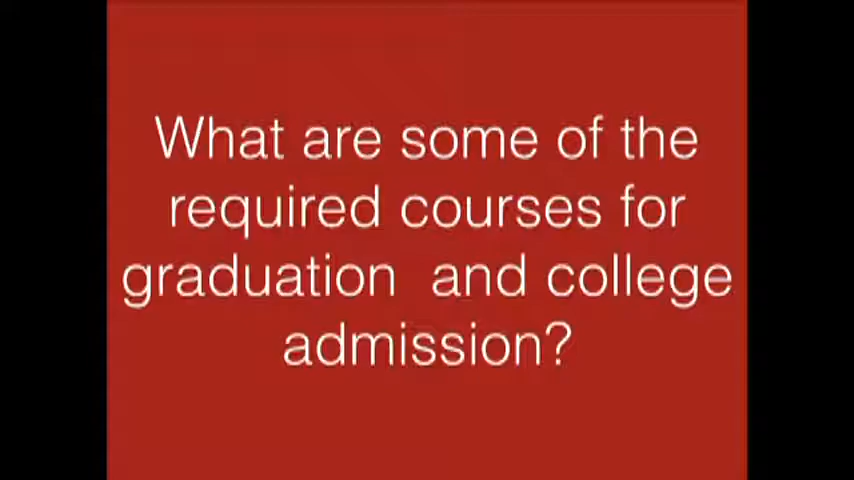 What are some of the
required courses for
graduation  and college
admission?